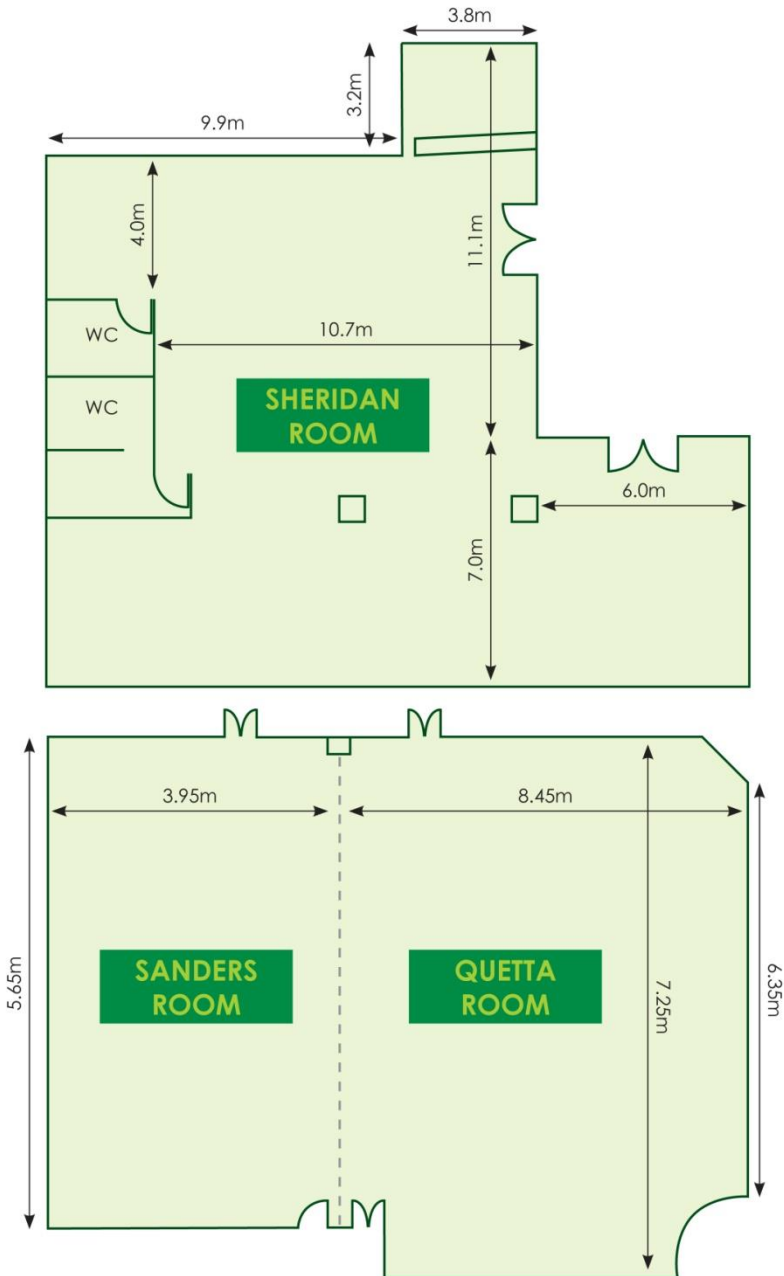 3.8m
3.2m
9.9m
4.0m
11.1m
WC
10.7m
WC
SHERIDAN
ROOM
6.0m
7.0m
3.95m
8.45m
5.65m
SANDERS
ROOM
QUETTA
ROOM
7.25m
6.35m